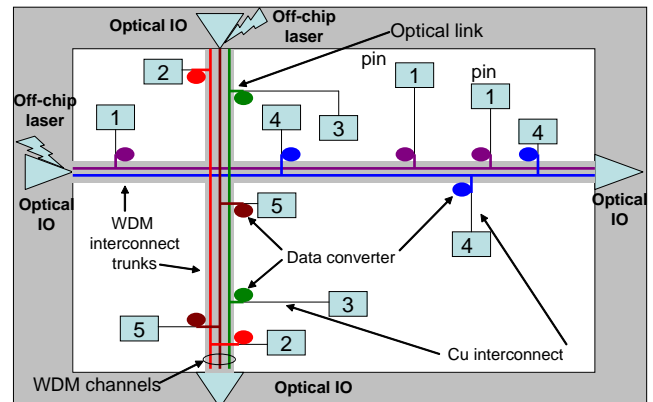 Optical IO
Off-chip
laser
Optical link
2
pin
pin
Off-chip
laser
1
4
3
1
1
4
Optical
IO
Optical
IO
WDM
interconnect
trunks
5
Data converter
4
5
3
2
Cu interconnect
WDM channels
Optical IO